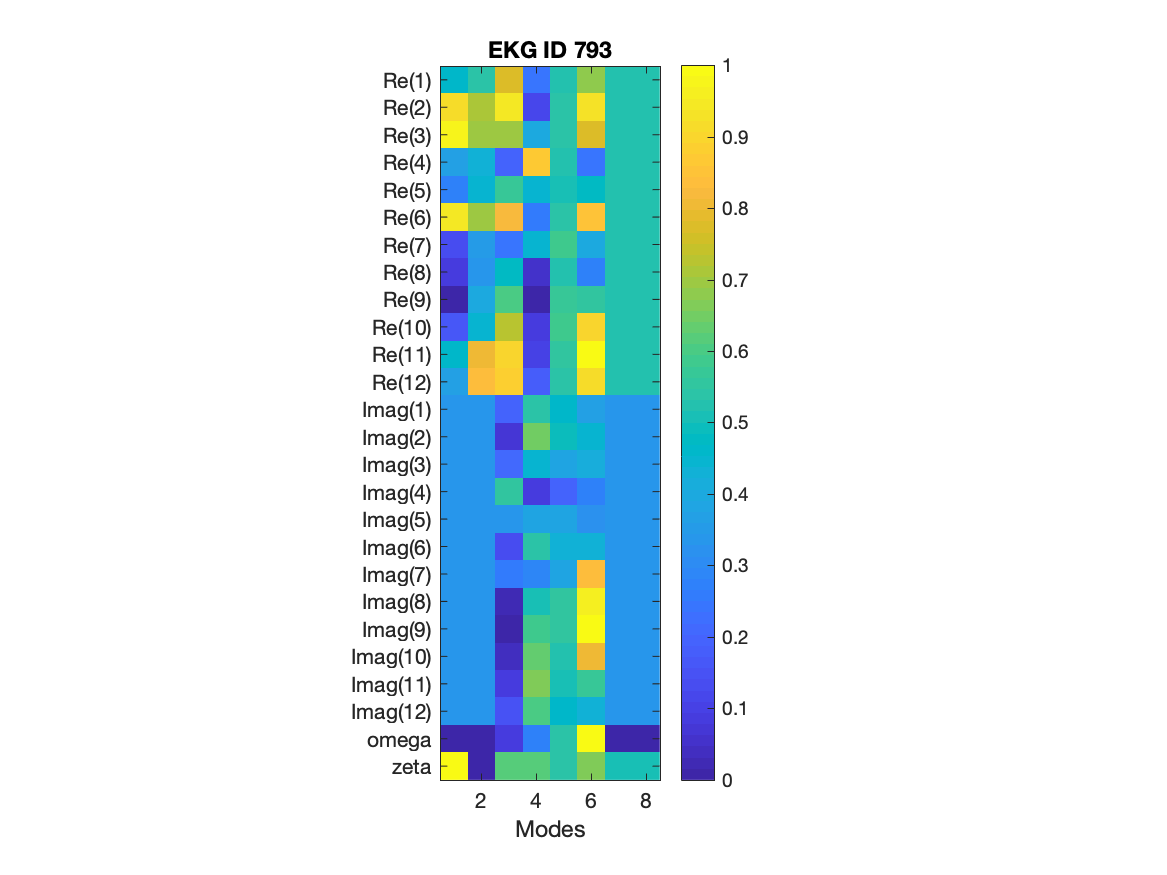 EKG ID 793
Re(1)
Re(2)
Re(3)
Re(4)
Re(5)
Re(6)
Re(7)
Re(8)
Re(9)
Re(10)
Re(11)
Re(12)
Imag(1)
Imag(2)
Imag(3)
Imag(4)
Imag(5)
Imag(6)
Imag(7)
Imag(8)
Imag(9)
Imag(10)
Imag(11)
Imag(12)
omega
zeta
2 4 6 8
Modes
1
0.9
0.8
0.7
0.6
0.5
0.4
0.3
0.2
0.1
0